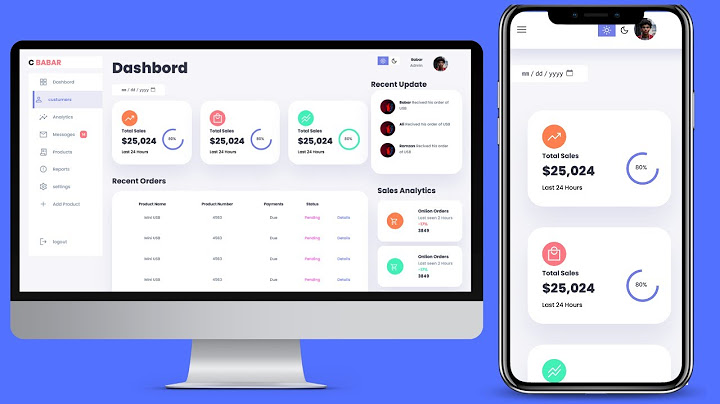 C BABAR
Dashbord
customers
Analytics
Messages
Products
Reports
settings
Add Product
logout
Dashbord
mm / dd / yyyy
Total Sales
$25,024
Last 24 Hours
80%
Total Sales
$25,024
Last 24 Hours
80%
Total Sales
$25,024
Last 24 Hours
80%
Recent Orders
Product Name Product Number Payments Status
Mini USB 4563 Due Pending Details
Mini USB 4563 Due Pending Details
Mini USB 4563 Due Pending Details
Mini USB 4563 Due Pending Details
Babar
Admin
Recent Update
Babar Recived his order of
USB
Ali Recived his order of USB
Ramzan Recived his order
of USB
Sales Analytics
Onlion Orders
Last seen 2 Hours
-17%
3849
Onlion Orders
Last seen 2 Hours
-17%
3849
mm / dd / yyyy
Total Sales
$25,024
Last 24 Hours
80%
Total Sales
$25,024
Last 24 Hours
80%